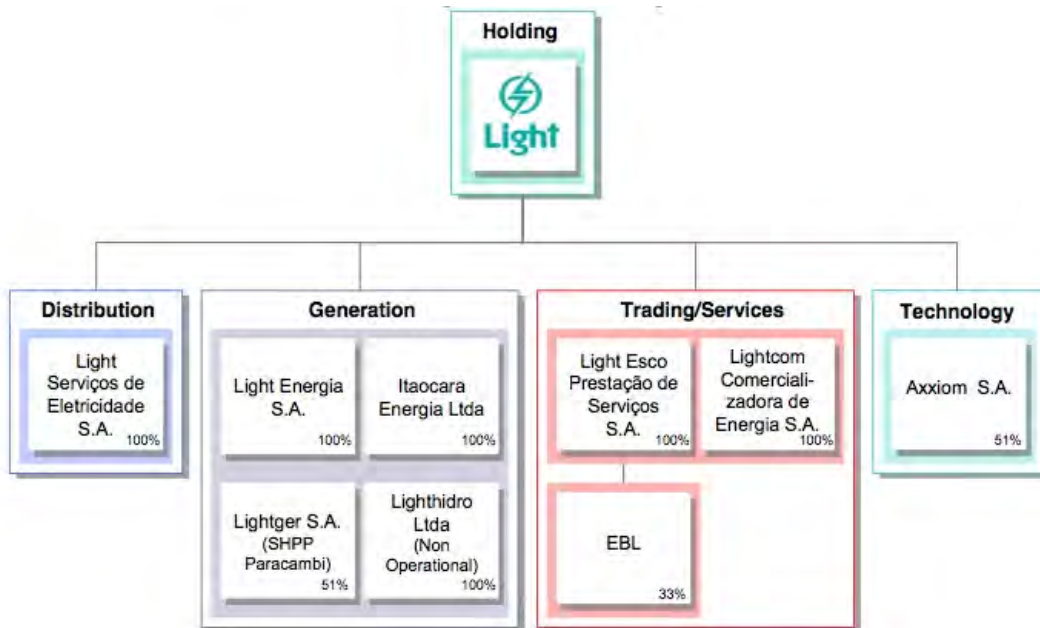 Holding
Light
Distribution
Light
Serviços de
Eletricidade
S.A.
100%
Generation
Light Energia
S.A.
100%
Itaocara
Energia Ltda
100%
Lightger S.A.
(SHPP
Paracambi)
51%
Lighthidro
Ltda
(Non
Operational)
100%
Trading/Services
Light Esco
Prestação de
Serviços
S.A.
100%
Lightcom
Comerciali-
zadora de
Energia S.A.
100%
EBL
33%
Technology
Axxiom S.A.
51%